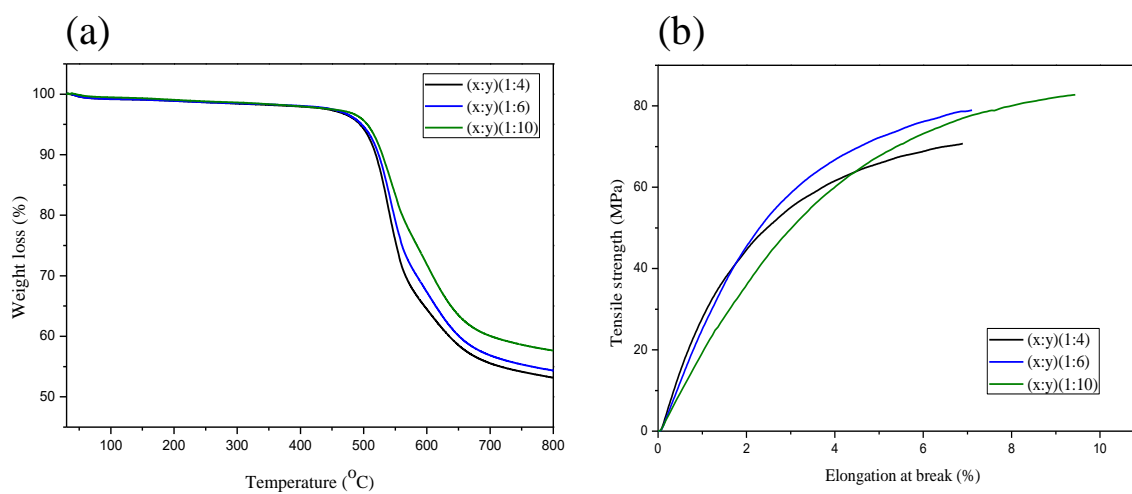 (a)
(x:y)(1:4)
(x:y)(1:6)
(x:y)(1:10)
100
90
80
70
60
50
Weight loss (%)
100 200 300 400 500 600 700 800
Temperature (°C)
(b)
80
60
40
20
0
Tensile strength (MPa)
(x:y)(1:4)
(x:y)(1:6)
(x:y)(1:10)
0 2 4 6 8 10
Elongation at break (%)